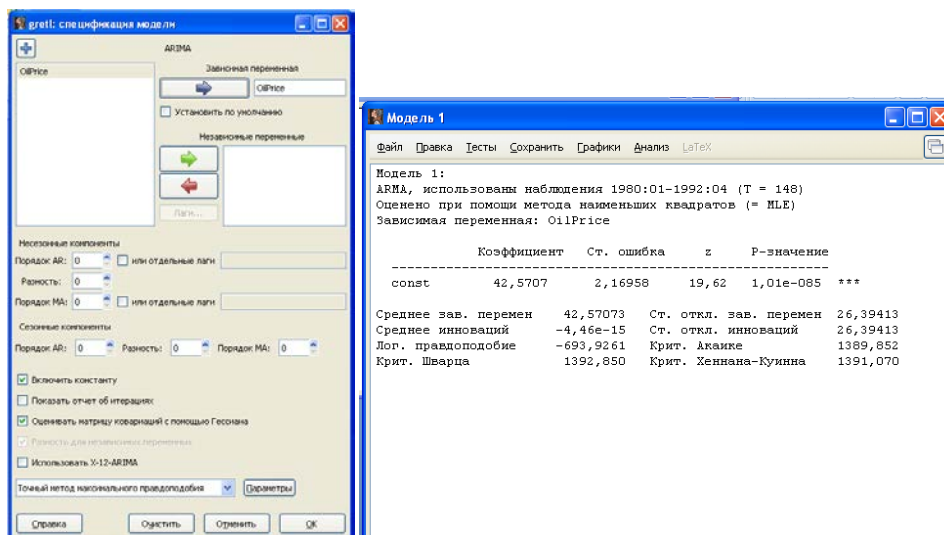 gretl: спецификация модели
ARIMA
OilPrice
Зависимая переменная
OilPrice
Установить по умолчанию
Независимые переменные
Лаги...
Несезонные компоненты
Порядок AR: 0 или отдельные лаги
Разность: 0
Порядок MA: 0 или отдельные лаги
Сезонные компоненты
Порядок AR: 0 Разность: 0 Порядок MA: 0
Включить константу
Показать отчет об итерациях
Оценивать матрицу ковариаций с помощью Гессиана
Разность для независимых переменных
Использовать X-12-ARIMA
Точный метод максимального правдоподобия Параметры
Справка Очистить Отменить OK
Модель 1
Файл Правка Тесты Сохранить Графики Анализ LaTeX
Модель 1:
ARMA, использованы наблюдения 1980:01-1992:04 (T = 148)
Оценено при помощи метода наименьших квадратов (= MLE)
Зависимая переменная: OilPrice
Коэффициент Ст. ошибка z P-значение
const 42,5707 2,16958 19,62 1,01e-085 ***
Среднее зав. перемен 42,57073 Ст. откл. зав. перемен 26,39413
Среднее инноваций -4,46e-15 Ст. откл. инноваций 26,39413
Лог. правдоподобие -693,9261 Крит. Акаике 1389,852
Крит. Шварца 1392,850 Крит. Хеннана-Куинна 1391,070